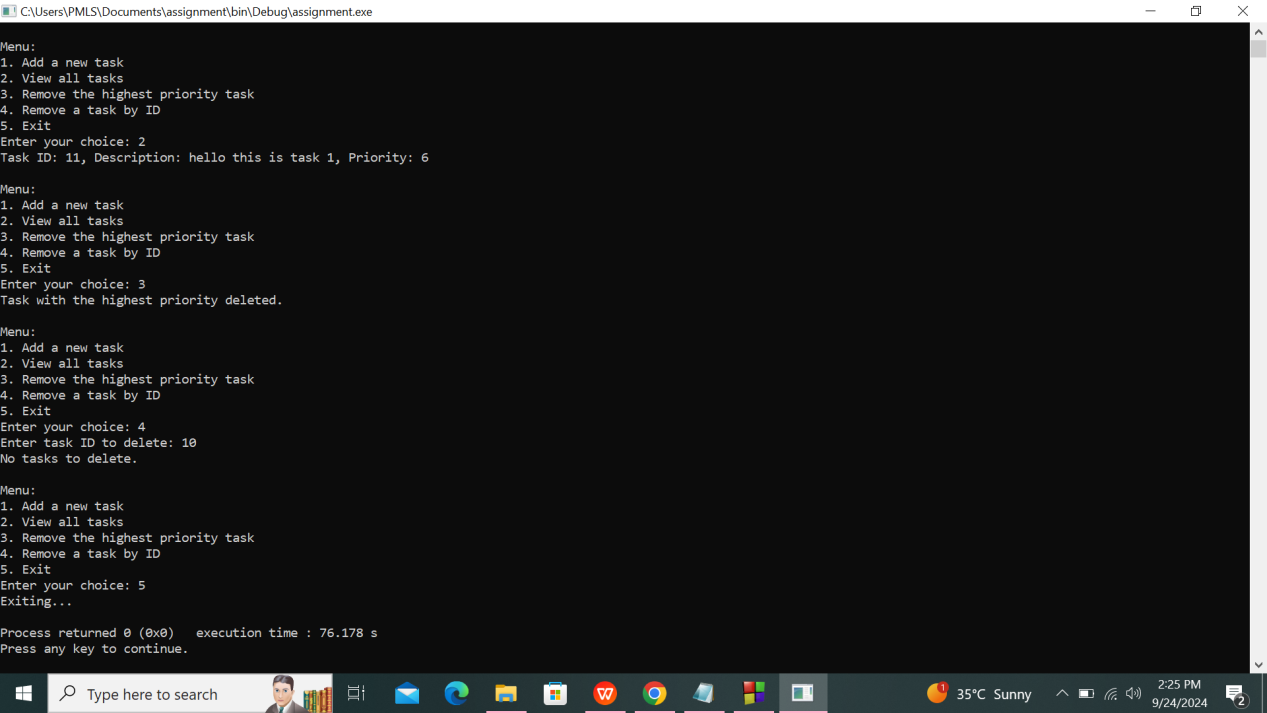 C:\Users\PMLS\Documents\assignment\bin\Debug\assignment.exe
Menu:
1. Add a new task
2. View all tasks
3. Remove the highest priority task
4. Remove a task by ID
5. Exit
Enter your choice: 2
Task ID: 11, Description: hello this is task 1, Priority: 6
Menu:
1. Add a new task
2. View all tasks
3. Remove the highest priority task
4. Remove a task by ID
5. Exit
Enter your choice: 3
Task with the highest priority deleted.
Menu:
1. Add a new task
2. View all tasks
3. Remove the highest priority task
4. Remove a task by ID
5. Exit
Enter your choice: 4
Enter task ID to delete: 10
No tasks to delete.
Menu:
1. Add a new task
2. View all tasks
3. Remove the highest priority task
4. Remove a task by ID
5. Exit
Enter your choice: 5
Exiting...
Process returned 0 (0x0)   execution time : 76.178 s
Press any key to continue.
Type here to search
W
1
35°C Sunny
2:25 PM
9/24/2024
2